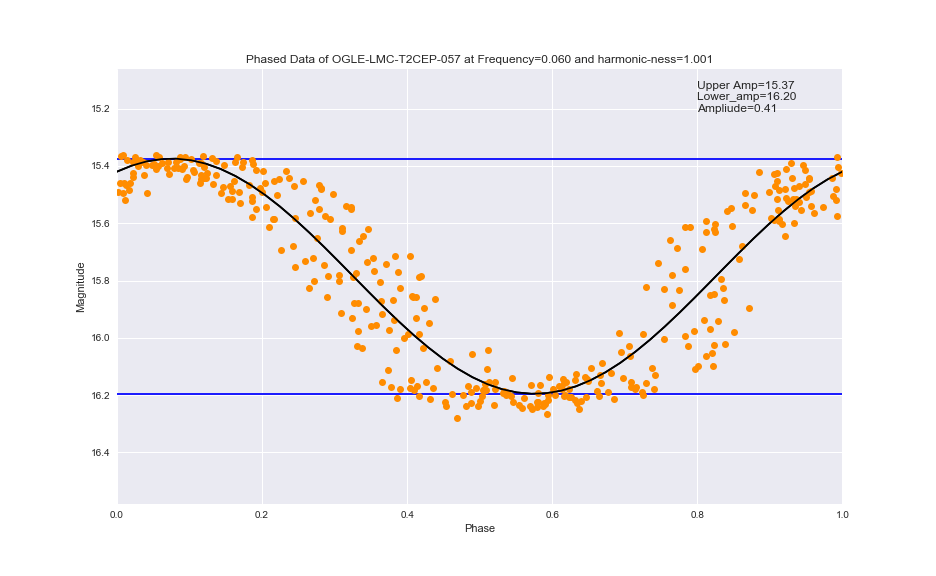 Phased Data of OGLE-LMC-T2CEP-057 at Frequency=0.060 and harmonic-ness=1.001
Upper Amp=15.37
Lower_amp=16.20
Ampliude=0.41
Magnitude
15.2
15.4
15.6
15.8
16.0
16.2
16.4
0.0 0.2 0.4 0.6 0.8 1.0
Phase